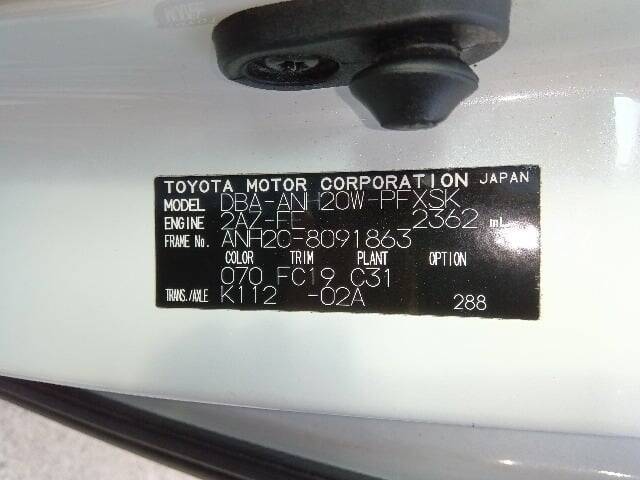 TOYOTA MOTOR CORPORATION JAPAN
MODEL DBA-ANH20W-PFXSK
ENGINE 2AZ-FE 2362 mL
FRAME No. ANH20-8091863
COLOR TRIM PLANT OPTION
070 FC19 C31
TRANS./AXLE K112 -02A 288